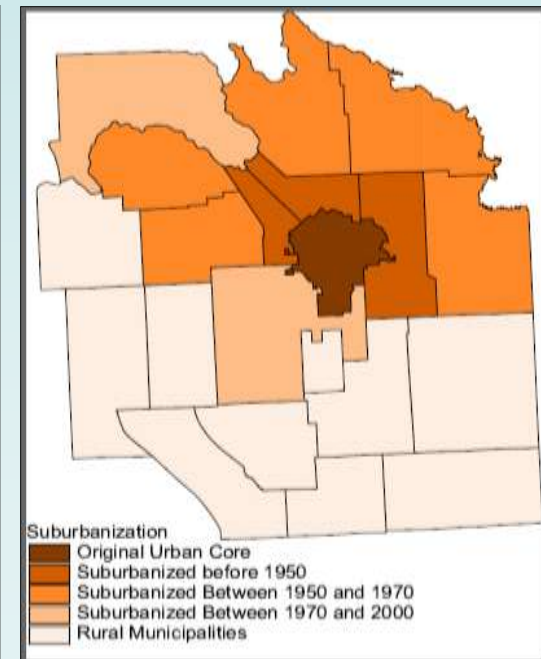 Suburbanization
Original Urban Core
Suburbanized before 1950
Suburbanized Between 1950 and 1970
Suburbanized Between 1970 and 2000
Rural Municipalities